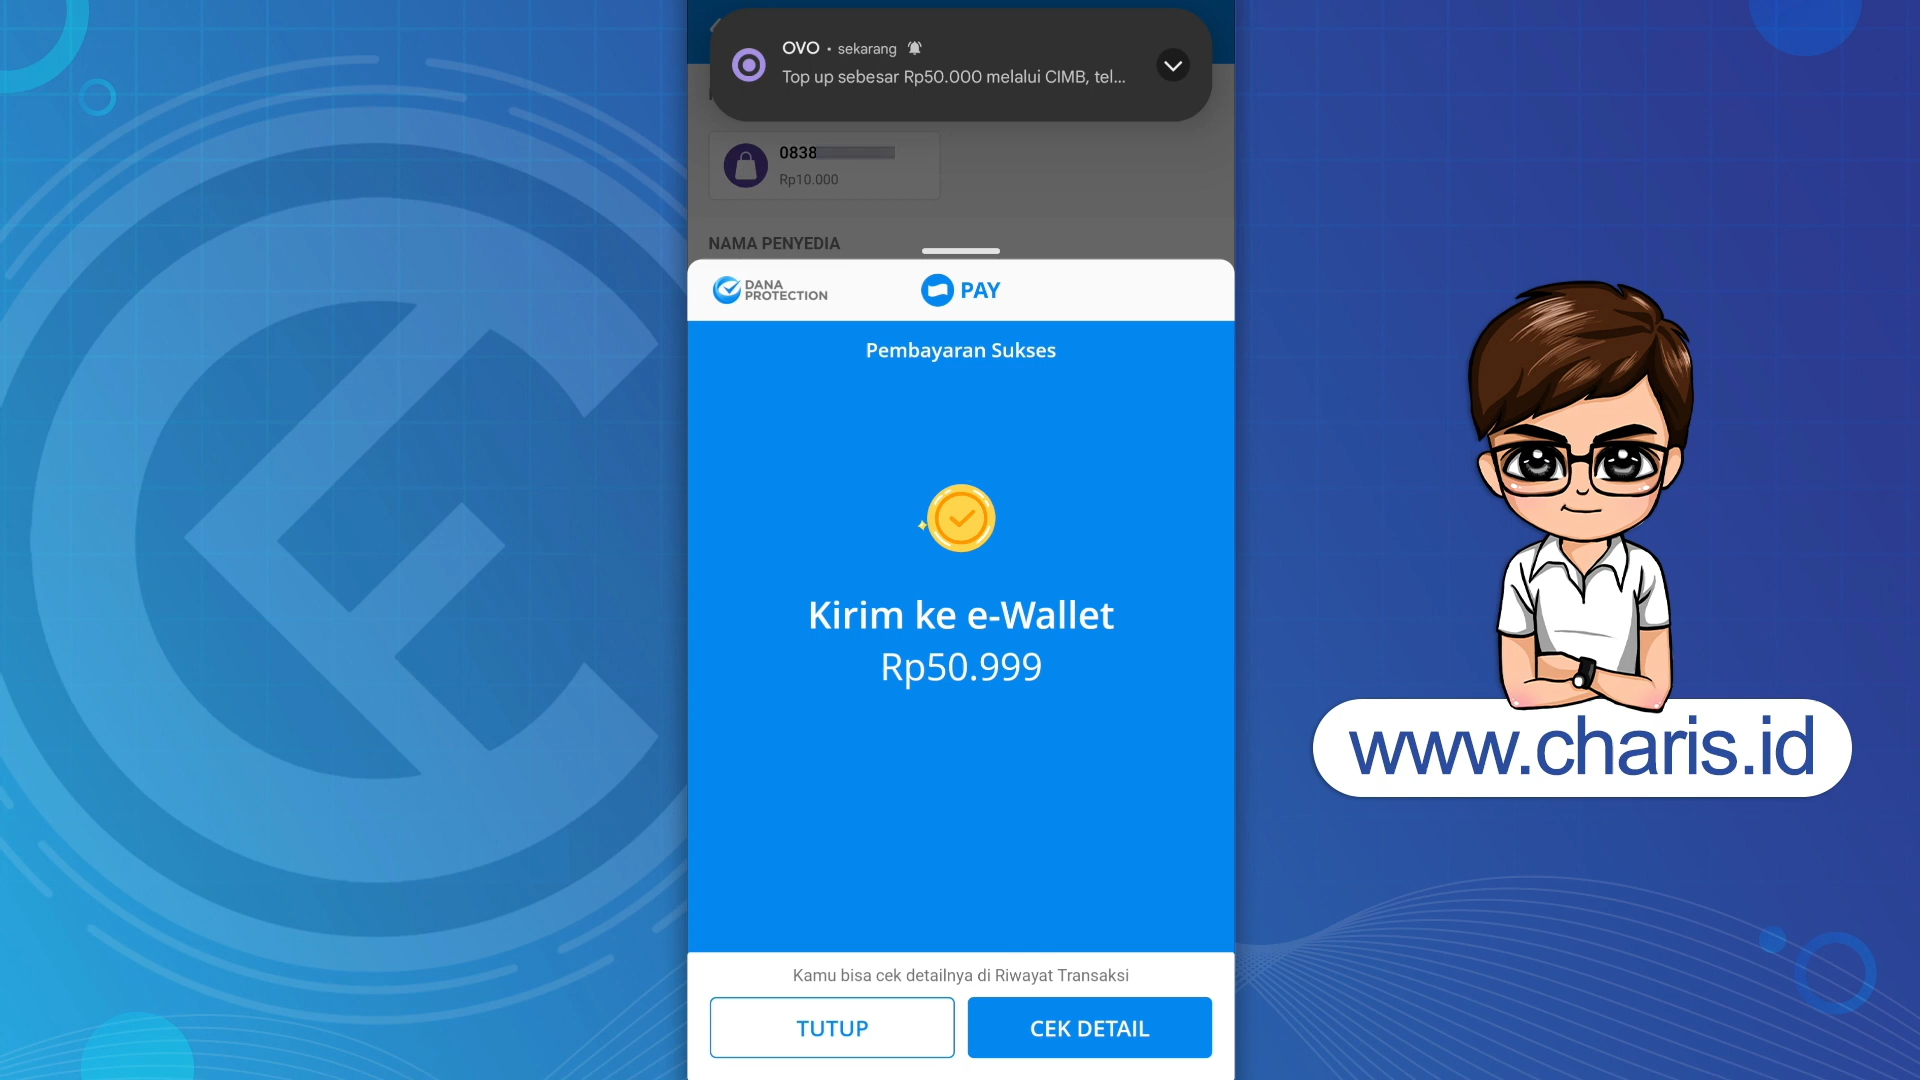 OVO • sekarang
Top up sebesar Rp50.000 melalui CIMB, tel...
0838
Rp10.000
NAMA PENYEDIA
DANA
PROTECTION
PAY
Pembayaran Sukses
Kirim ke e-Wallet
Rp50.999
www.charis.id
Kamu bisa cek detailnya di Riwayat Transaksi
TUTUP
CEK DETAIL